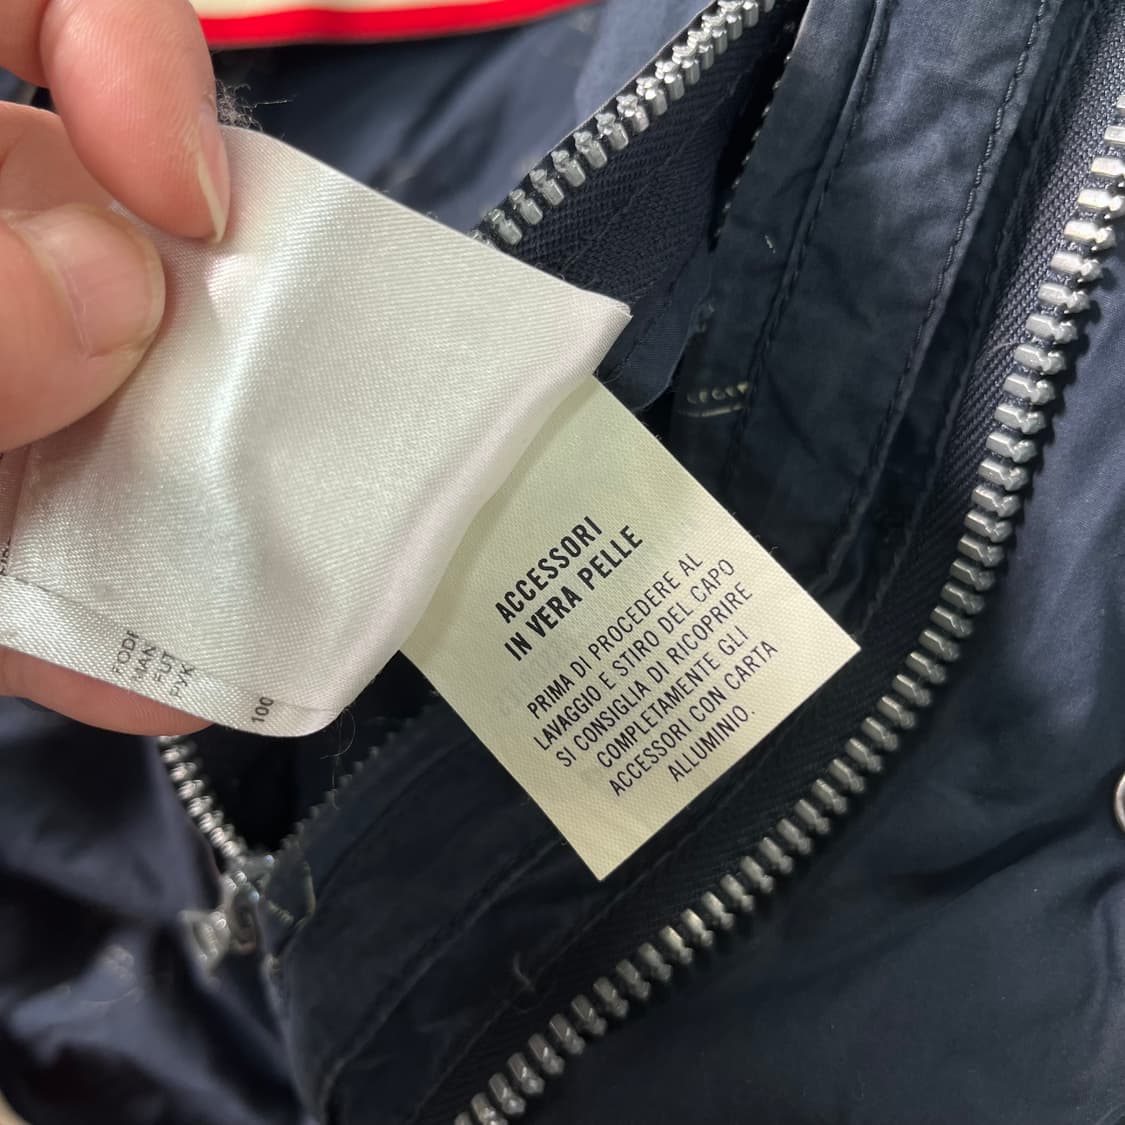 ACCESSORI
IN VERA PELLE
PRIMA DI PROCEDERE AL
LAVAGGIO E STIRO DEL CAPO
SI CONSIGLIA DI RICOPRIRE
COMPLETAMENTE GLI
ACCESSORI CON CARTA
ALLUMINIO.
100